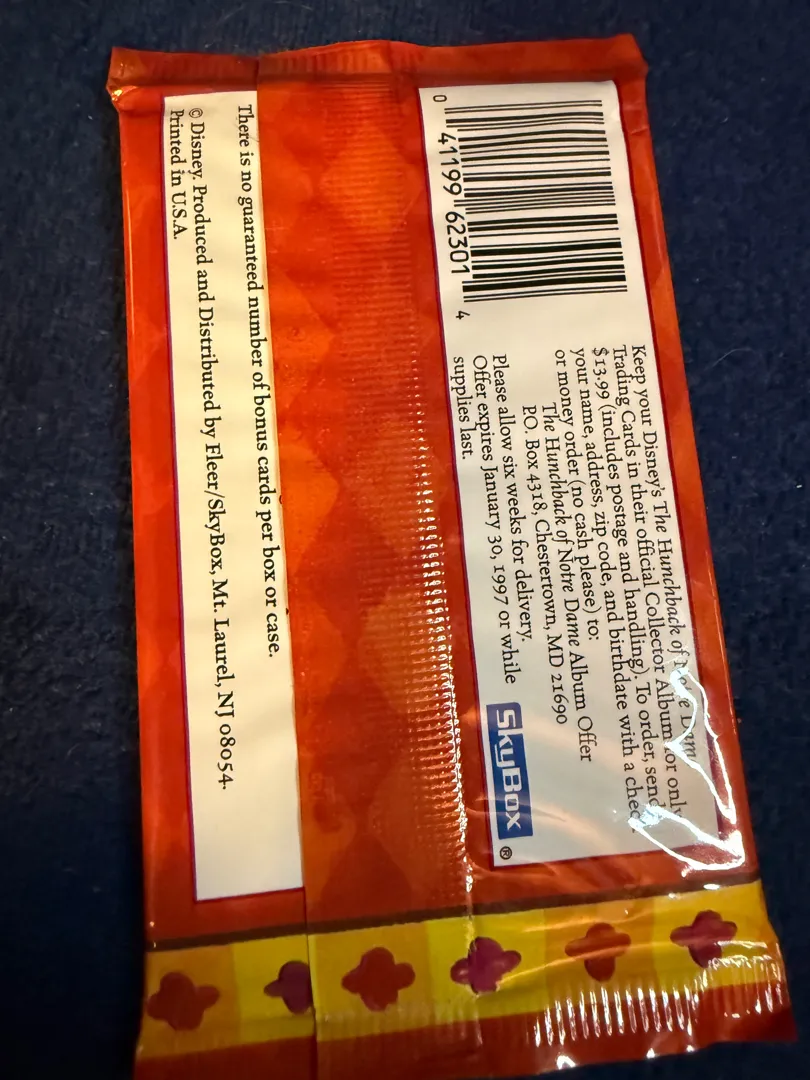 Keep your Disney's The Hunchback of Notre Dame
Trading Cards in their official Collector Album for only
$13.99 (includes postage and handling). To order, send
your name, address, zip code, and birthdate with a check
or money order (no cash please) to:
The Hunchback of Notre Dame Album Offer
P.O. Box 4318, Chestertown, MD 21690
Please allow six weeks for delivery.
Offer expires January 30, 1997 or while
supplies last.
0 41199 62301 4
SkyBox ®
There is no guaranteed number of bonus cards per box or case.
© Disney. Produced and Distributed by Fleer/SkyBox, Mt. Laurel, NJ 08054.
Printed in U.S.A.